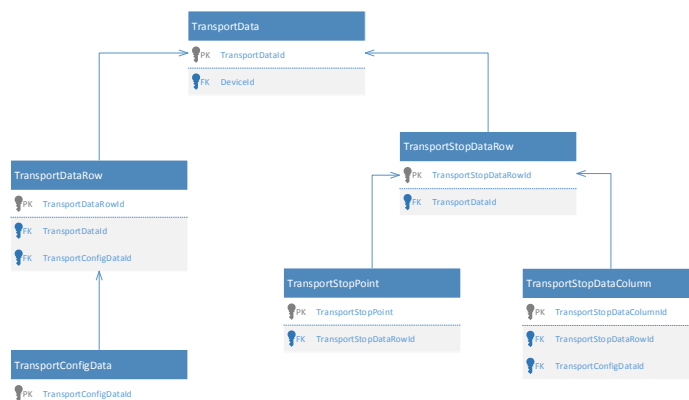 TransportData
PK TransportDataId
FK DeviceId
TransportStopDataRow
PK TransportStopDataRowId
FK TransportDataId
TransportDataRow
PK TransportDataRowId
FK TransportDataId
FK TransportConfigDataId
TransportStopPoint
PK TransportStopPoint
FK TransportStopDataRowId
TransportStopDataColumn
PK TransportStopDataColumnId
FK TransportStopDataRowId
FK TransportConfigDataId
TransportConfigData
PK TransportConfigDataId